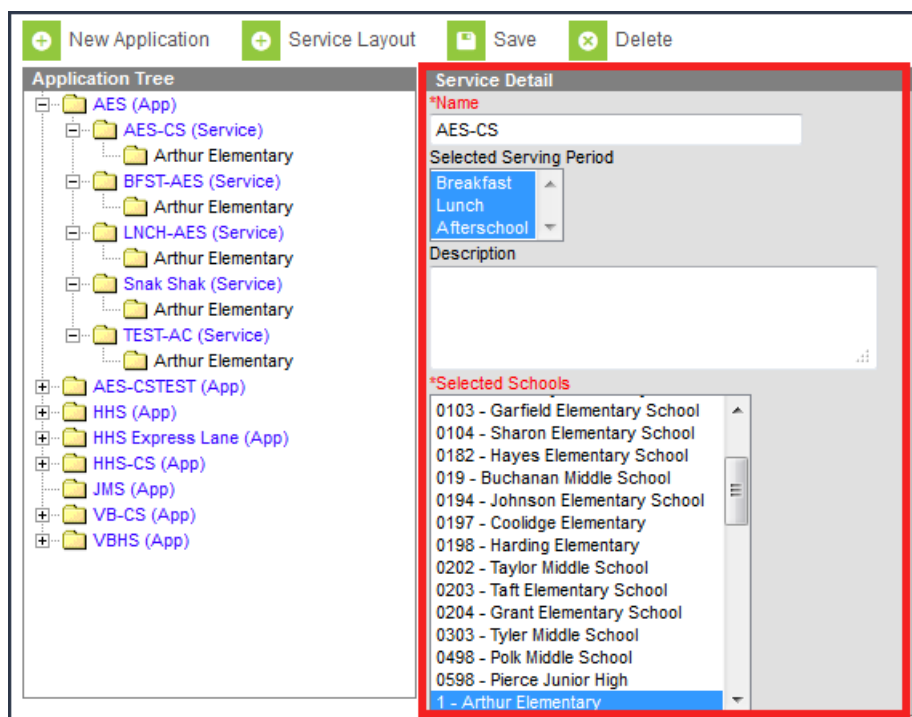 New Application Service Layout Save Delete
Application Tree
AES (App)
AES-CS (Service)
Arthur Elementary
BFST-AES (Service)
Arthur Elementary
LNCH-AES (Service)
Arthur Elementary
Snak Shak (Service)
Arthur Elementary
TEST-AC (Service)
Arthur Elementary
AES-CSTEST (App)
HHS (App)
HHS Express Lane (App)
HHS-CS (App)
JMS (App)
VB-CS (App)
VBHS (App)
Service Detail
*Name
AES-CS
Selected Serving Period
Breakfast
Lunch
Afterschool
Description
*Selected Schools
0103 - Garfield Elementary School
0104 - Sharon Elementary School
0182 - Hayes Elementary School
019 - Buchanan Middle School
0194 - Johnson Elementary School
0197 - Coolidge Elementary
0198 - Harding Elementary
0202 - Taylor Middle School
0203 - Taft Elementary School
0204 - Grant Elementary School
0303 - Tyler Middle School
0498 - Polk Middle School
0598 - Pierce Junior High
1 - Arthur Elementary